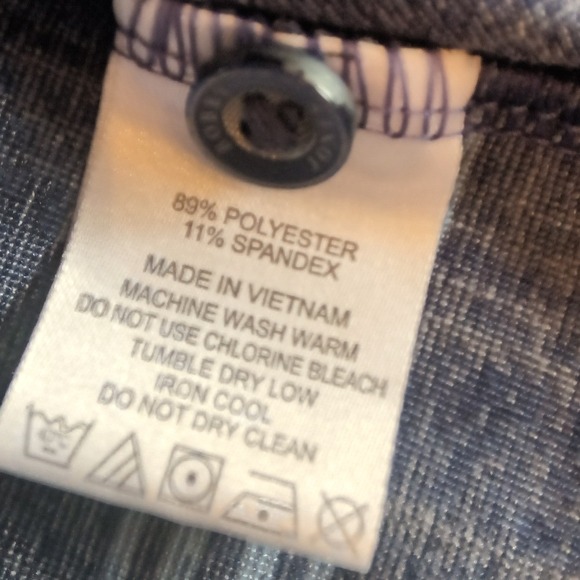 89% POLYESTER
11% SPANDEX
MADE IN VIETNAM
MACHINE WASH WARM
DO NOT USE CHLORINE BLEACH
TUMBLE DRY LOW
IRON COOL
DO NOT DRY CLEAN